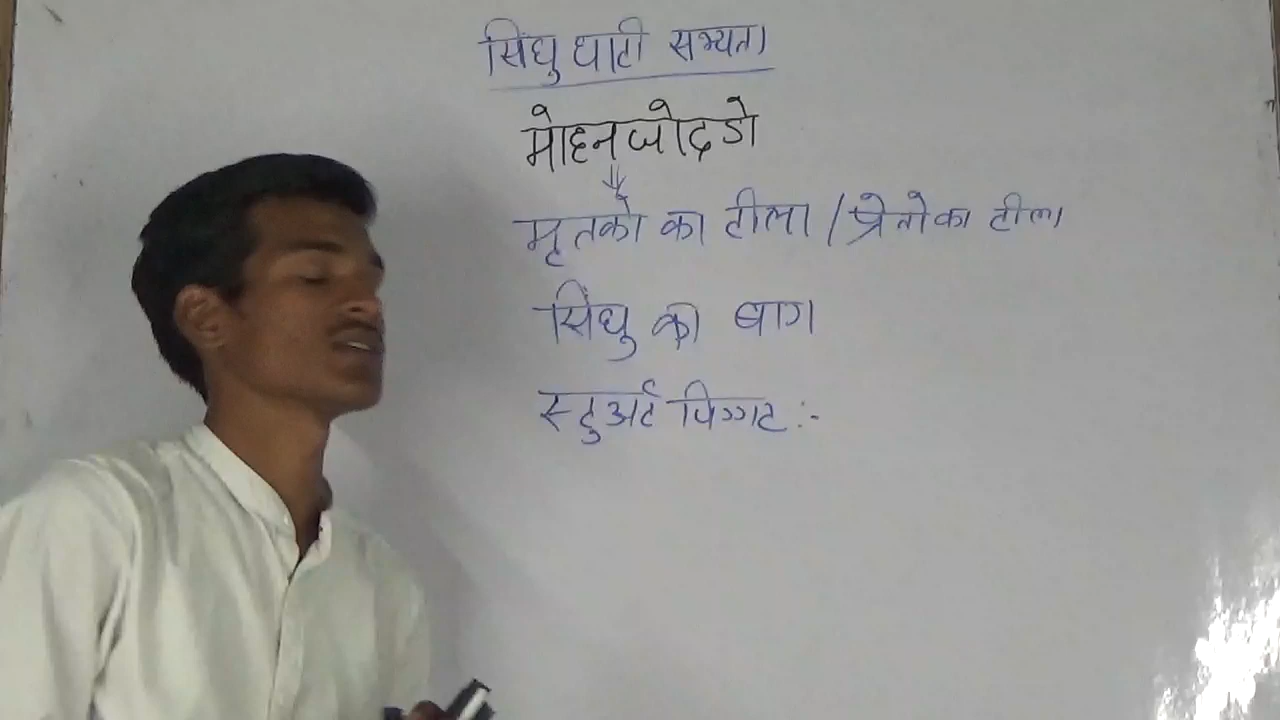 सिंधु घाटी सभ्यता
मोहनजोदडो
मृतको का टीला / प्रेतो का टीला
सिंधु का बाग
स्टुअर्ट पिग्गट :-